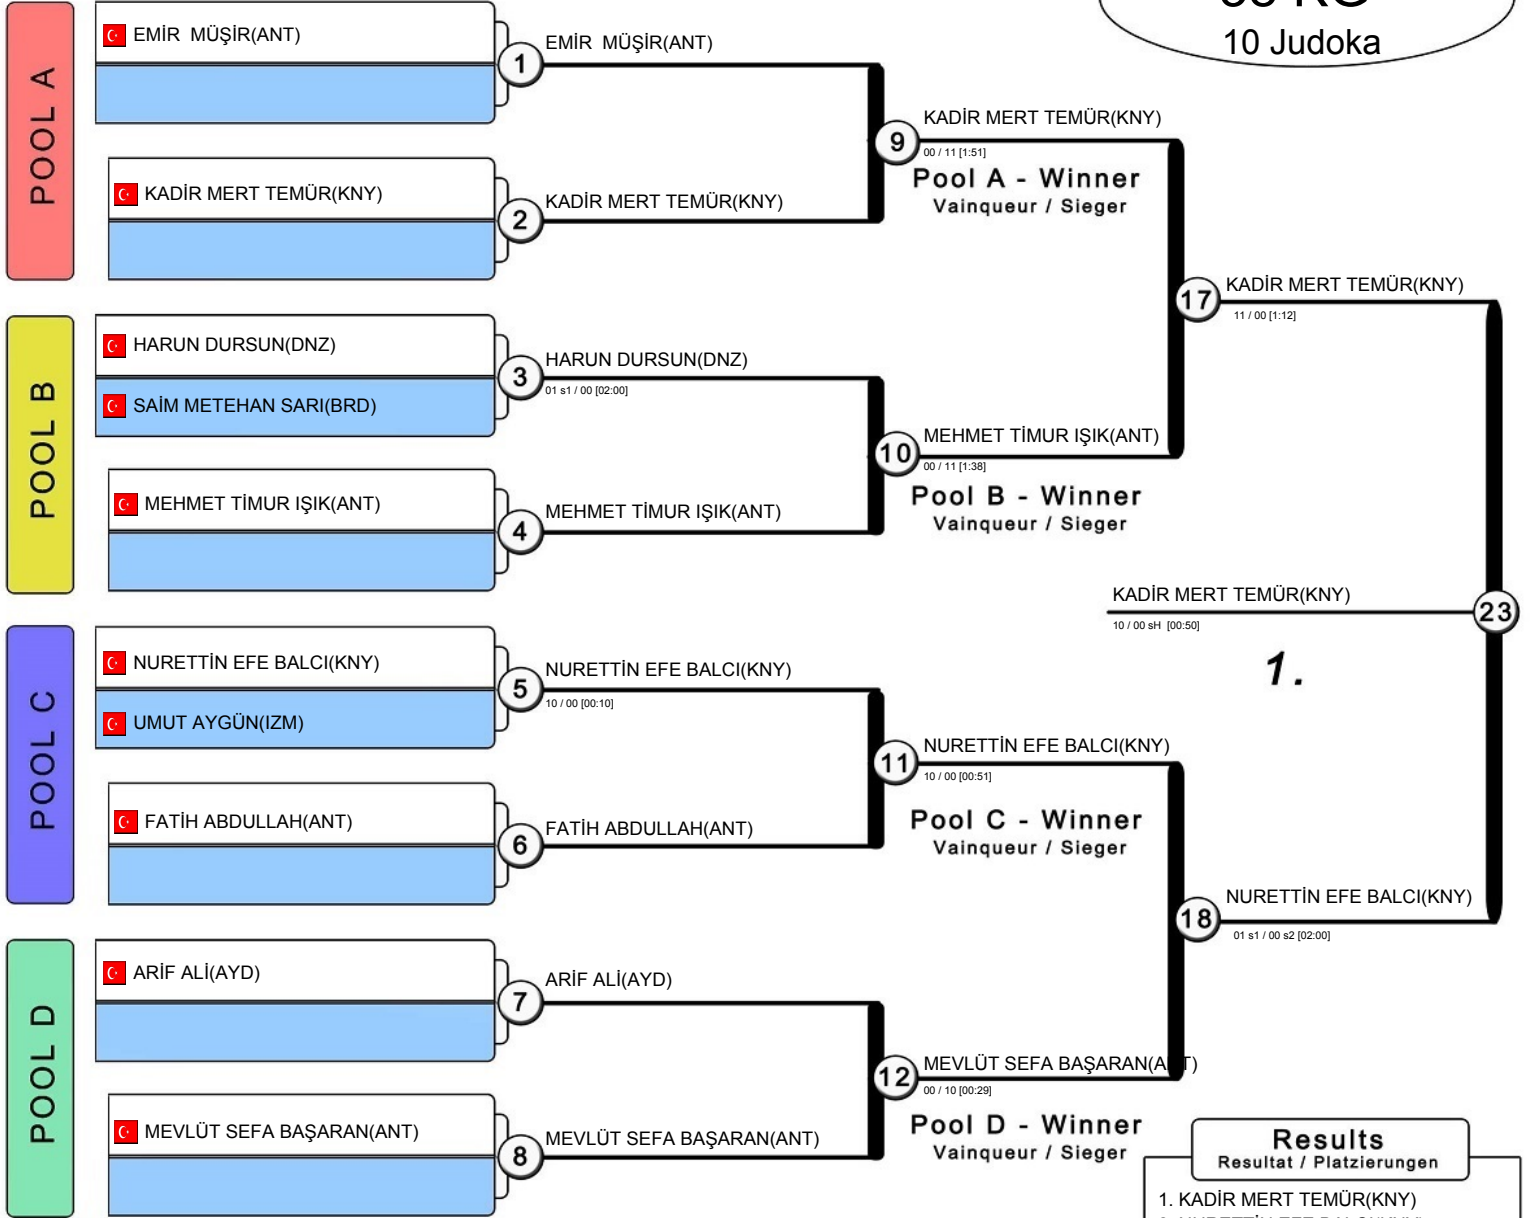 KG
10 Judoka
POOL A
EMİR  MÜŞİR(ANT)
KADİR MERT TEMÜR(KNY)
1
EMİR  MÜŞİR(ANT)
2
KADİR MERT TEMÜR(KNY)
9
KADİR MERT TEMÜR(KNY)
00 / 11 [1:51]
Pool A - Winner
Vainqueur / Sieger
POOL B
HARUN DURSUN(DNZ)
SAİM METEHAN SARI(BRD)
MEHMET TİMUR IŞIK(ANT)
3
HARUN DURSUN(DNZ)
01 s1 / 00 [02:00]
4
MEHMET TİMUR IŞIK(ANT)
10
MEHMET TİMUR IŞIK(ANT)
00 / 11 [1:38]
Pool B - Winner
Vainqueur / Sieger
17
KADİR MERT TEMÜR(KNY)
11 / 00 [1:12]
KADİR MERT TEMÜR(KNY)
23
10 / 00 sH  [00:50]
1.
POOL C
NURETTİN EFE BALCI(KNY)
UMUT AYGÜN(IZM)
FATİH ABDULLAH(ANT)
5
NURETTİN EFE BALCI(KNY)
10 / 00 [00:10]
6
FATİH ABDULLAH(ANT)
11
NURETTİN EFE BALCI(KNY)
10 / 00 [00:51]
Pool C - Winner
Vainqueur / Sieger
18
NURETTİN EFE BALCI(KNY)
01 s1 / 00 s2 [02:00]
POOL D
ARİF ALİ(AYD)
MEVLÜT SEFA BAŞARAN(ANT)
7
ARİF ALİ(AYD)
8
MEVLÜT SEFA BAŞARAN(ANT)
12
MEVLÜT SEFA BAŞARAN(ANT)
00 / 10 [00:29]
Pool D - Winner
Vainqueur / Sieger
Results
Resultat / Platzierungen
1. KADİR MERT TEMÜR(KNY)